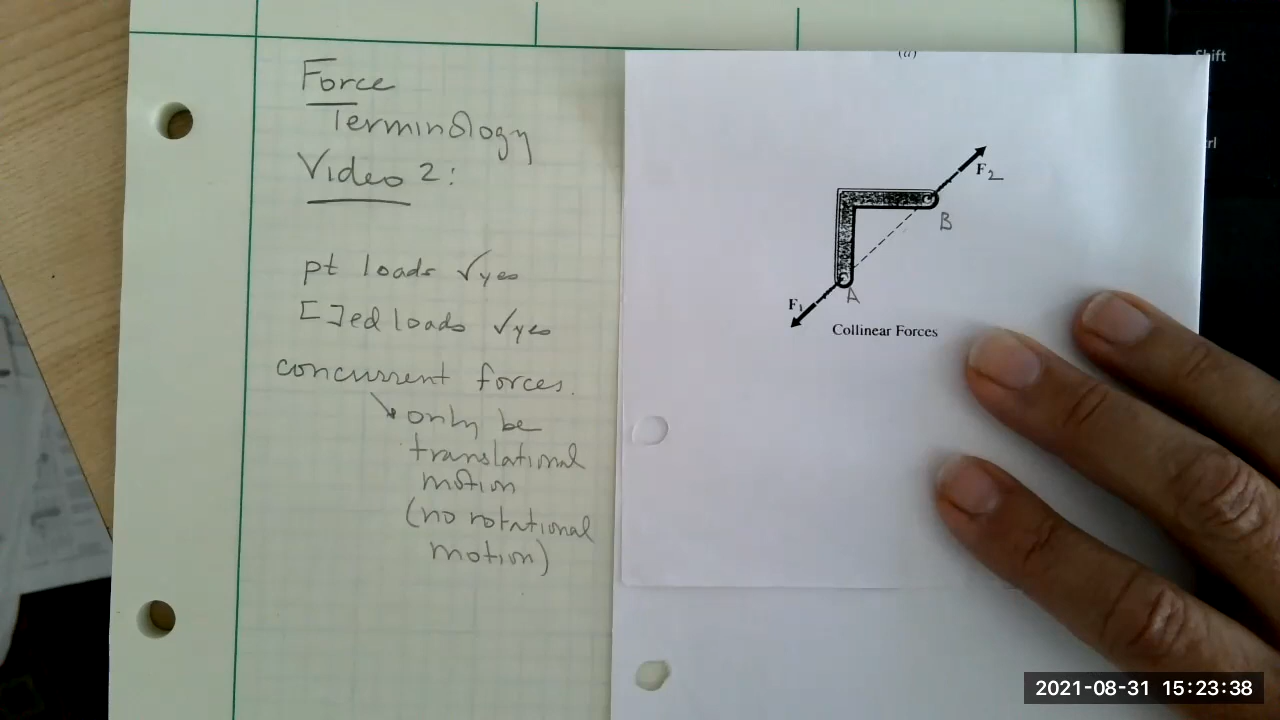 Force
Terminology
Video 2:
pt loads √yes
[ ]ed loads √yes
concurrent forces.
only be
translational
motion
(no rotational
motion)
(a)
F2
B
A
F1
Collinear Forces
Shift
2021-08-31 15:23:38